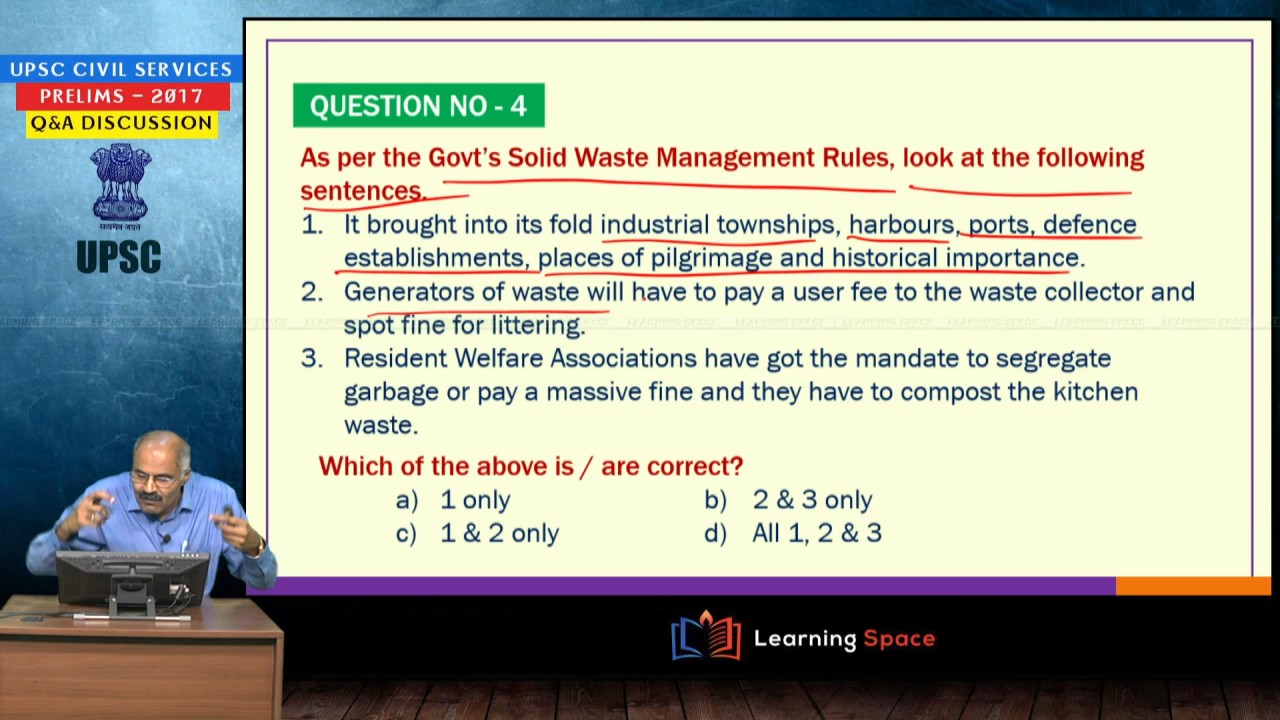 UPSC CIVIL SERVICES
PRELIMS – 2017
Q&A DISCUSSION
सत्यमेव जयते
UPSC
QUESTION NO - 4
As per the Govt's Solid Waste Management Rules, look at the following
sentences.
1. It brought into its fold industrial townships, harbours, ports, defence
establishments, places of pilgrimage and historical importance.
2. Generators of waste will have to pay a user fee to the waste collector and
spot fine for littering.
3. Resident Welfare Associations have got the mandate to segregate
garbage or pay a massive fine and they have to compost the kitchen
waste.
Which of the above is / are correct?
a) 1 only b) 2 & 3 only
c) 1 & 2 only d) All 1, 2 & 3
Learning Space